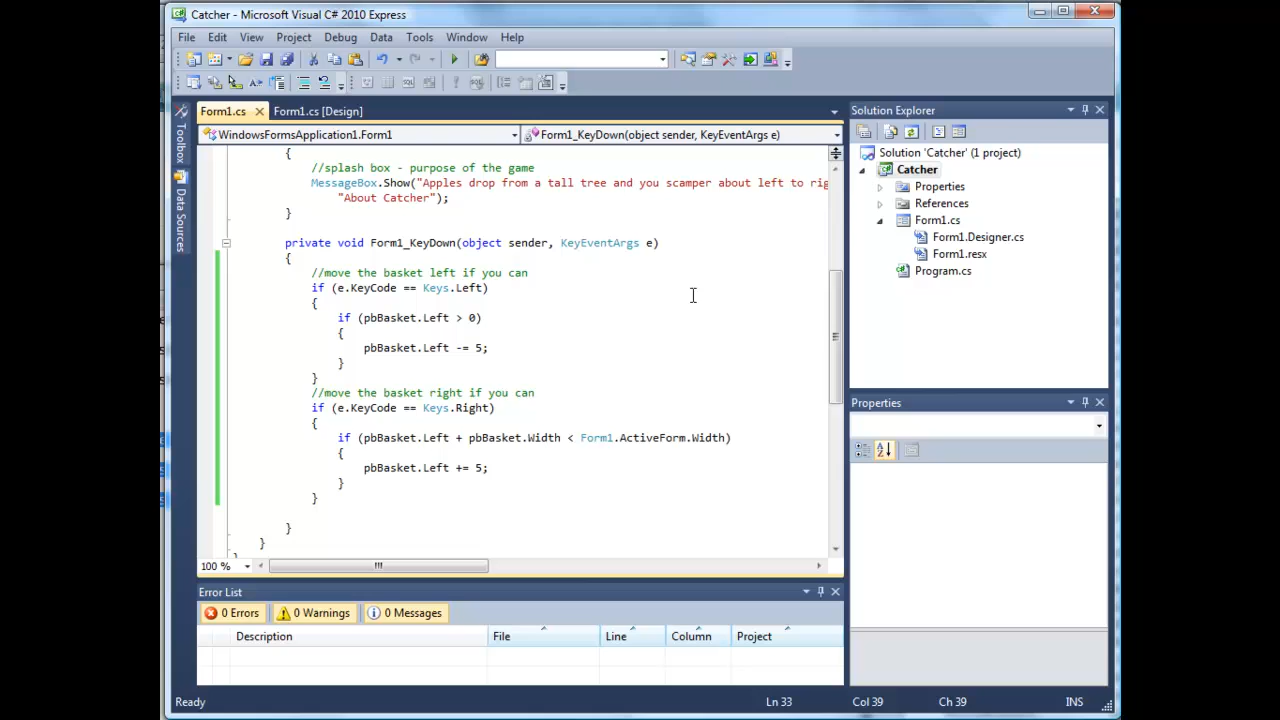 Catcher - Microsoft Visual C# 2010 Express
File Edit View Project Debug Data Tools Window Help
Form1.cs Form1.cs [Design]
WindowsFormsApplication1.Form1 Form1_KeyDown(object sender, KeyEventArgs e)
Toolbox
Data Sources
{
//splash box - purpose of the game
MessageBox.Show("Apples drop from a tall tree and you scamper about left to rig
"About Catcher");
}
private void Form1_KeyDown(object sender, KeyEventArgs e)
{
//move the basket left if you can
if (e.KeyCode == Keys.Left)
{
if (pbBasket.Left > 0)
{
pbBasket.Left -= 5;
}
}
//move the basket right if you can
if (e.KeyCode == Keys.Right)
{
if (pbBasket.Left + pbBasket.Width < Form1.ActiveForm.Width)
{
pbBasket.Left += 5;
}
}
}
}
100 %
Solution Explorer
Solution 'Catcher' (1 project)
Catcher
Properties
References
Form1.cs
Form1.Designer.cs
Form1.resx
Program.cs
Properties
Error List
0 Errors 0 Warnings 0 Messages
Description File Line Column Project
Ready Ln 33 Col 39 Ch 39 INS